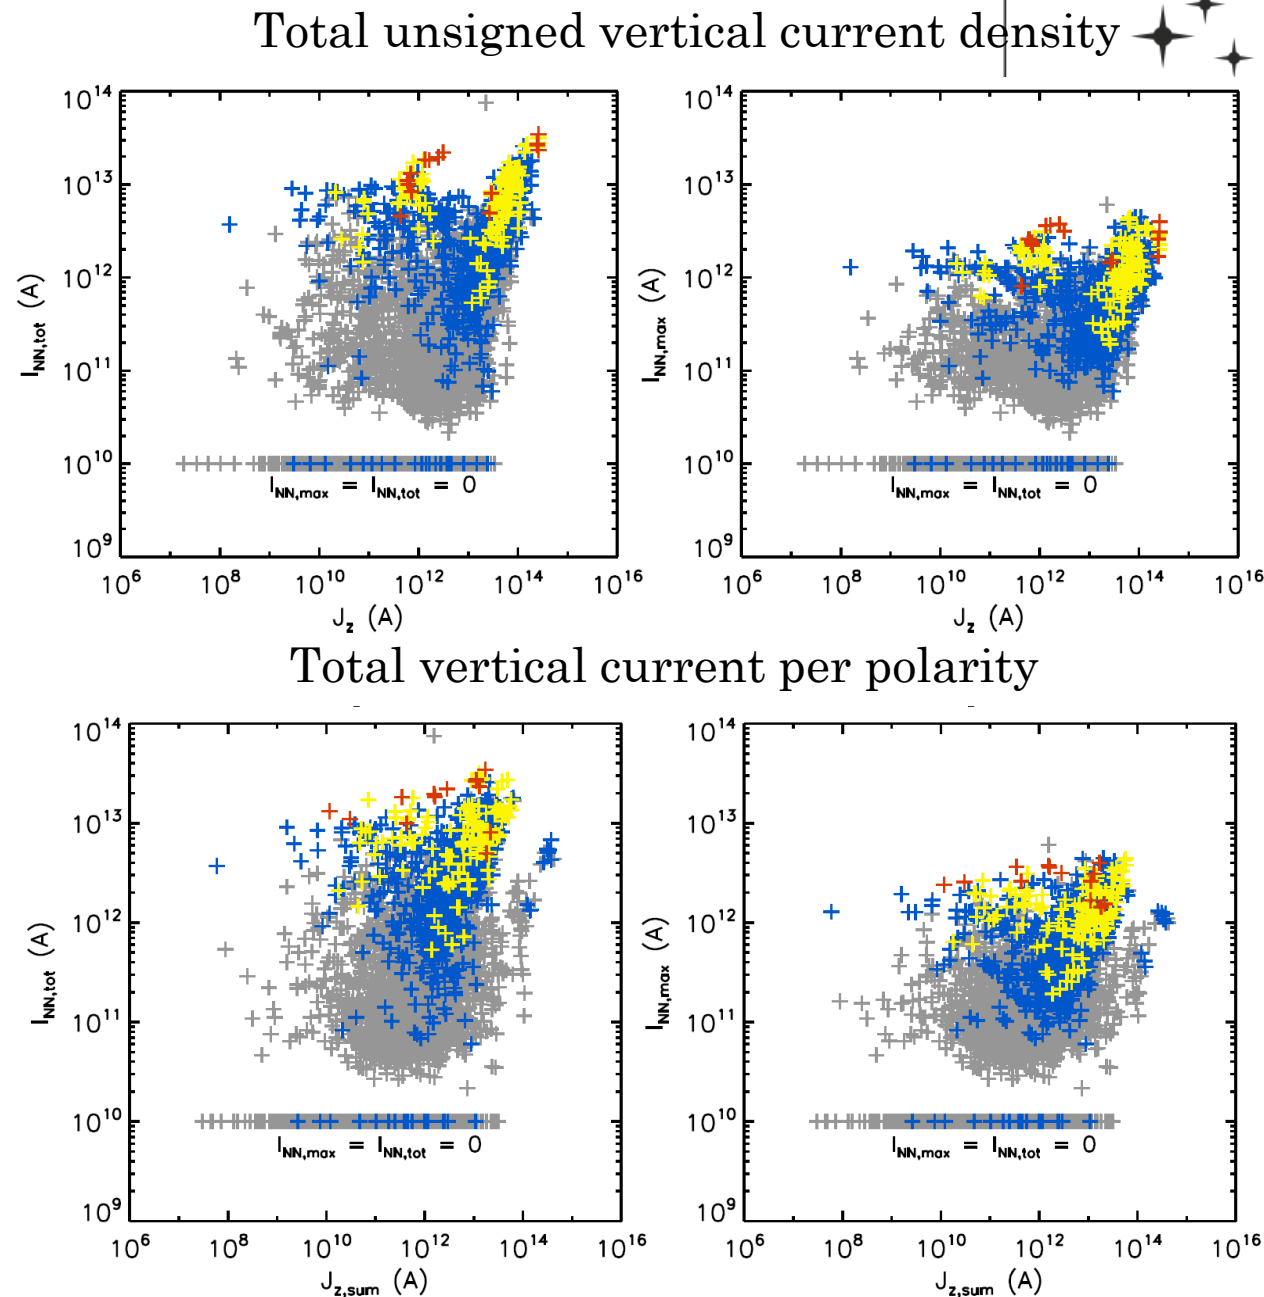 Total unsigned vertical current density
10^14
10^13
10^12
10^11
10^10
10^9
I_NN,tot (A)
I_NN,max = I_NN,tot = 0
10^6 10^8 10^10 10^12 10^14 10^16
J_z (A)
10^14
10^13
10^12
10^11
10^10
10^9
I_NN,max (A)
I_NN,max = I_NN,tot = 0
10^6 10^8 10^10 10^12 10^14 10^16
J_z (A)
Total vertical current per polarity
10^14
10^13
10^12
10^11
10^10
10^9
I_NN,tot (A)
I_NN,max = I_NN,tot = 0
10^6 10^8 10^10 10^12 10^14 10^16
J_z,sum (A)
10^14
10^13
10^12
10^11
10^10
10^9
I_NN,max (A)
I_NN,max = I_NN,tot = 0
10^6 10^8 10^10 10^12 10^14 10^16
J_z,sum (A)